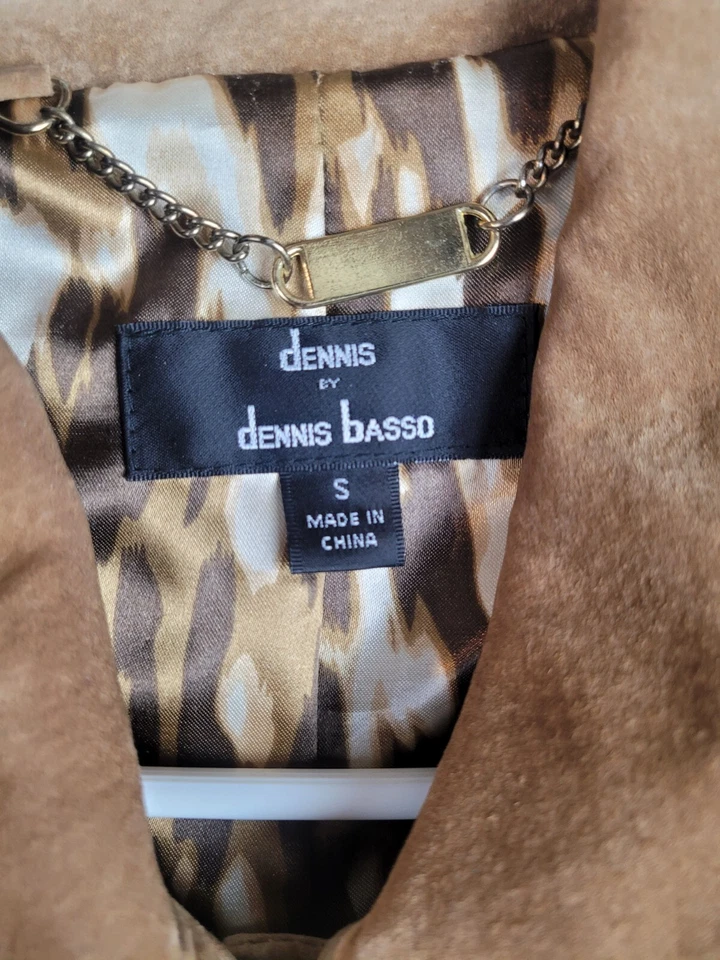 dENNIS
BY
dENNIS bASSO
S
MADE IN
CHINA